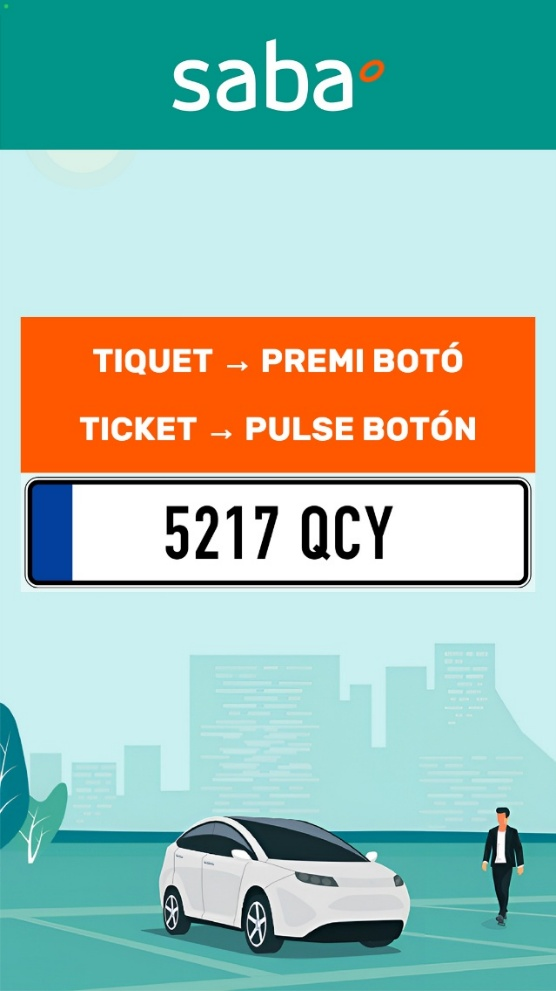 saba
TIQUET → PREMI BOTÓ
TICKET → PULSE BOTÓN
5217 QCY